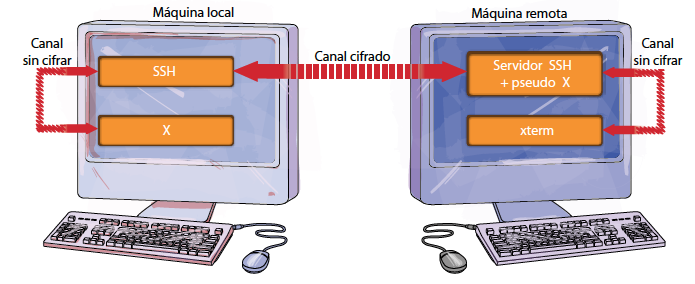 Máquina local
Máquina remota
Canal
sin cifrar
SSH
X
Canal cifrado
Servidor SSH
+ pseudo X
xterm
Canal
sin cifrar